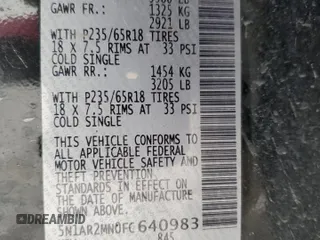 GAWR FR. 1325 KG
2921 LB
WITH P235/65R18 TIRES
18 X 7.5 RIMS AT 33 PSI
COLD SINGLE
GAWR RR. 1454 KG
3205 LB
WITH P235/65R18 TIRES
18 X 7.5 RIMS AT 33 PSI
COLD SINGLE
THIS VEHICLE CONFORMS TO
ALL APPLICABLE FEDERAL
MOTOR VEHICLE SAFETY AND
THEFT PREVENTION
STANDARDS IN EFFECT ON
THE DATE OF MANUFACTURE
SHOWN ABOVE.
5N1AR2MN0FC 640983
845
DREAMBID